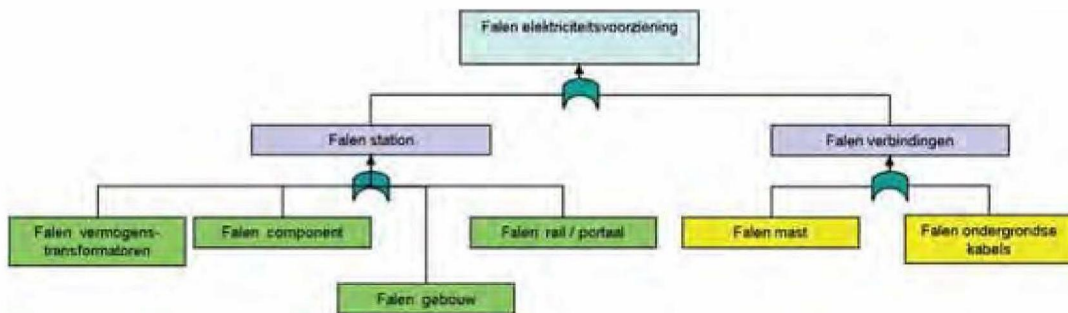 Falen elektriciteitsvoorziening
Falen station
Falen verbindingen
Falen vermogens-
transformatoren
Falen component
Falen rail / portaal
Falen mast
Falen ondergrondse
kabels
Falen gebouw